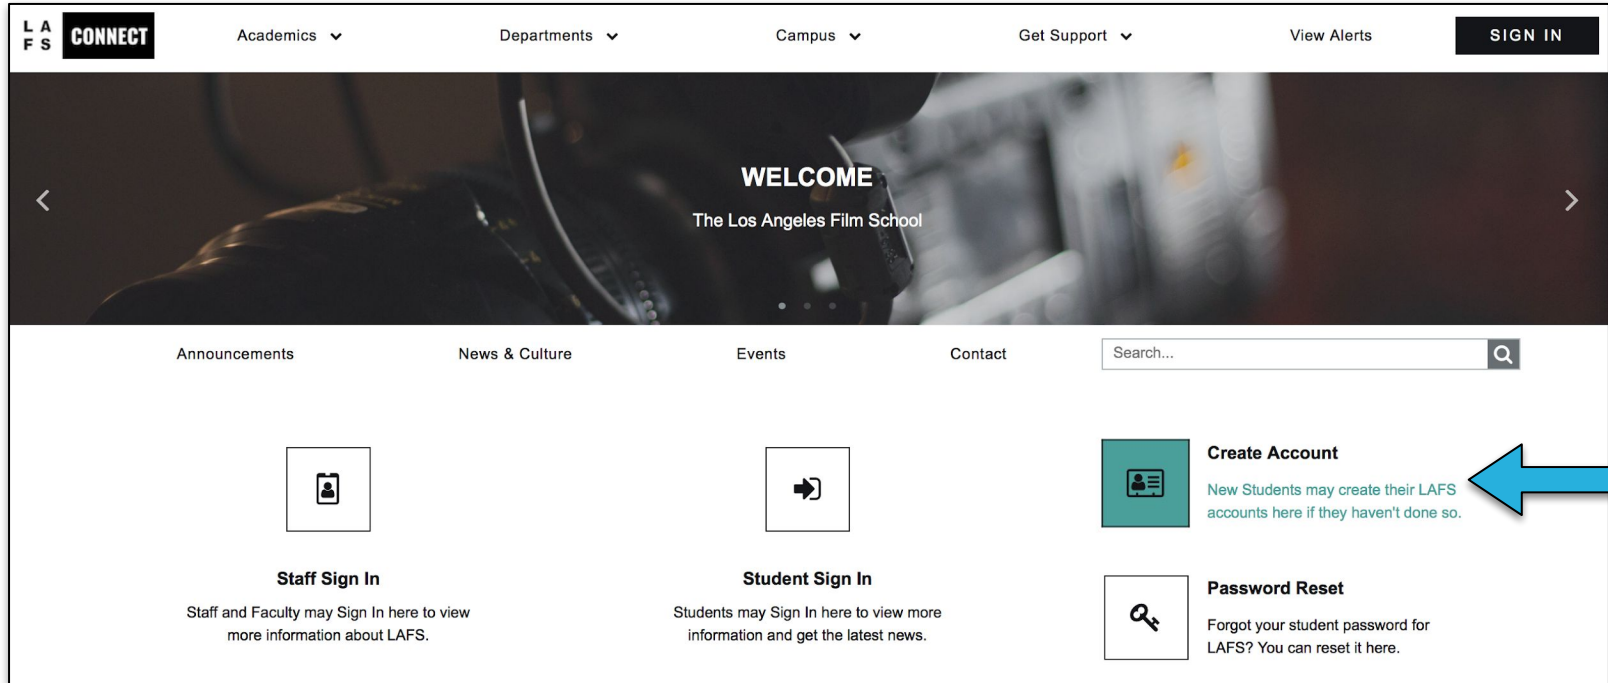 L A
F S
CONNECT
Academics
Departments
Campus
Get Support
View Alerts
SIGN IN
WELCOME
The Los Angeles Film School
Announcements
News & Culture
Events
Contact
Search...
Staff Sign In
Staff and Faculty may Sign In here to view
more information about LAFS.
Student Sign In
Students may Sign In here to view more
information and get the latest news.
Create Account
New Students may create their LAFS
accounts here if they haven't done so.
Password Reset
Forgot your student password for
LAFS? You can reset it here.